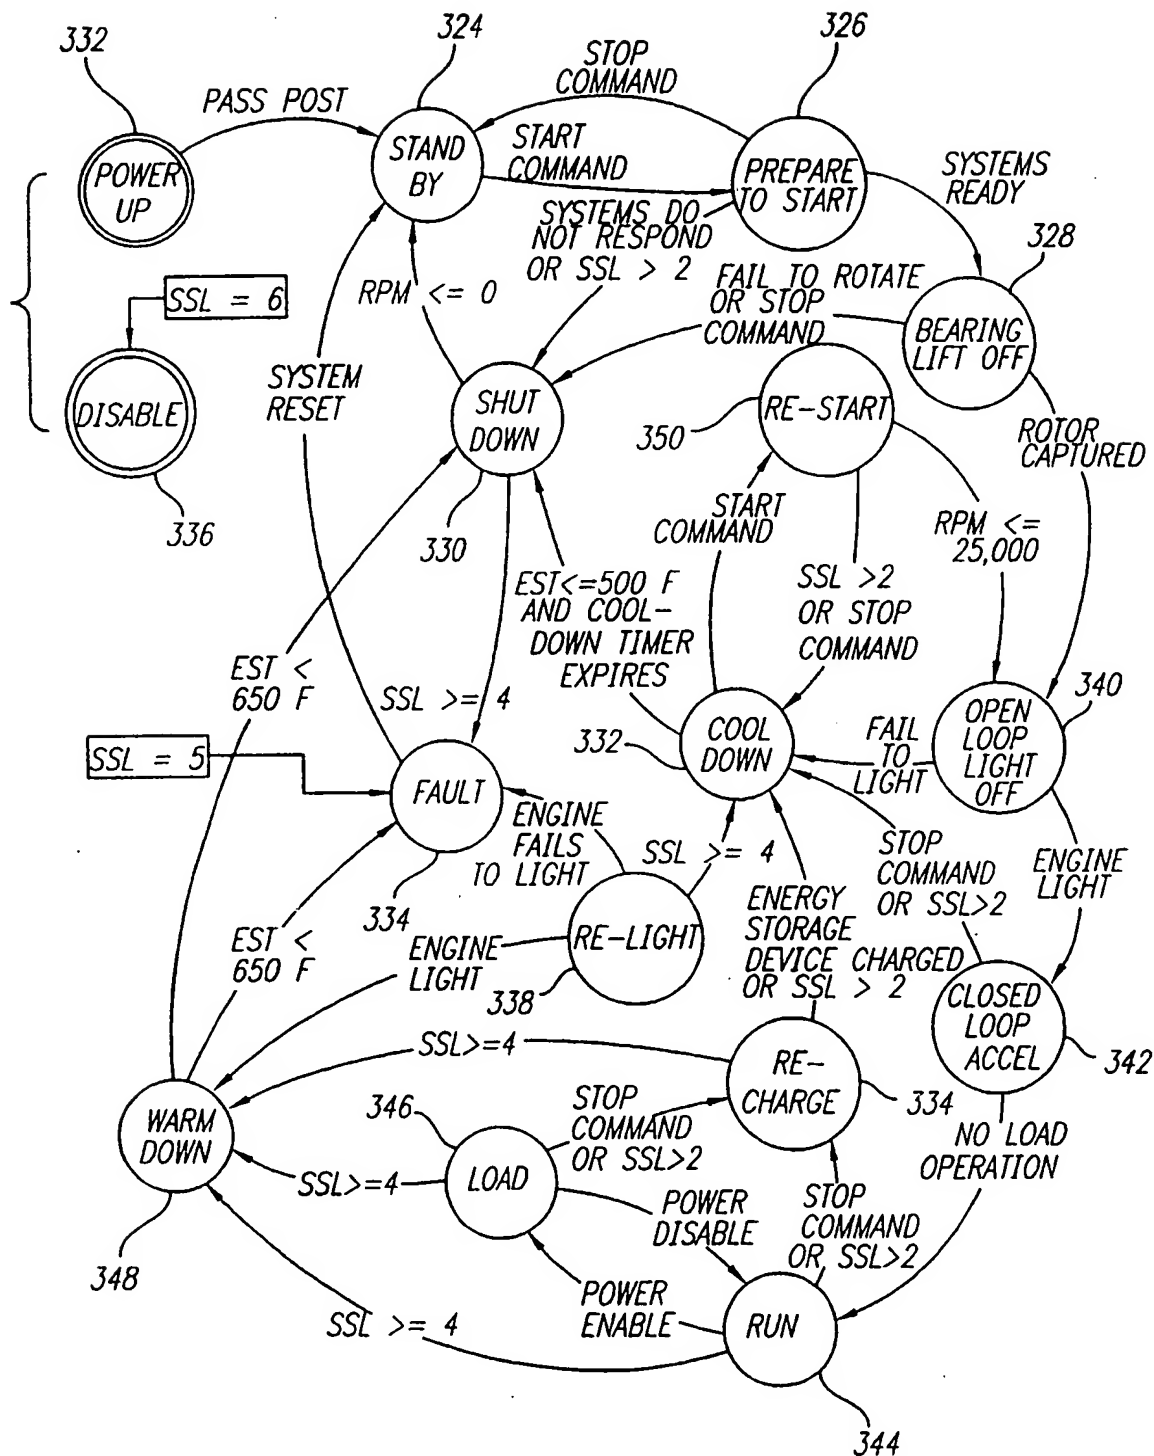 332
324
326
PASS POST
STOP
COMMAND
POWER
UP
STAND
BY
START
COMMAND
PREPARE
TO START
SYSTEMS
READY
SYSTEMS DO
NOT RESPOND
OR SSL > 2
328
FAIL TO ROTATE
OR STOP
COMMAND
BEARING
LIFT OFF
RPM <= 0
SSL = 6
DISABLE
336
SYSTEM
RESET
SHUT
DOWN
330
350
RE-START
ROTOR
CAPTURED
START
COMMAND
RPM <=
25,000
SSL >2
OR STOP
COMMAND
EST<=500 F
AND COOL-
DOWN TIMER
EXPIRES
EST <
650 F
SSL >= 4
SSL = 5
FAULT
334
332
COOL
DOWN
FAIL
TO
LIGHT
OPEN
LOOP
LIGHT
OFF
340
ENGINE
FAILS
TO LIGHT
SSL >= 4
STOP
COMMAND
OR SSL>2
ENGINE
LIGHT
EST <
650 F
ENGINE
LIGHT
RE-LIGHT
338
ENERGY
STORAGE
DEVICE CHARGED
OR SSL > 2
CLOSED
LOOP
ACCEL
342
SSL>=4
RE-
CHARGE
334
WARM
DOWN
348
346
LOAD
STOP
COMMAND
OR SSL>2
SSL>=4
NO LOAD
OPERATION
POWER
DISABLE
STOP
COMMAND
OR SSL>2
POWER
ENABLE
RUN
344
SSL >= 4